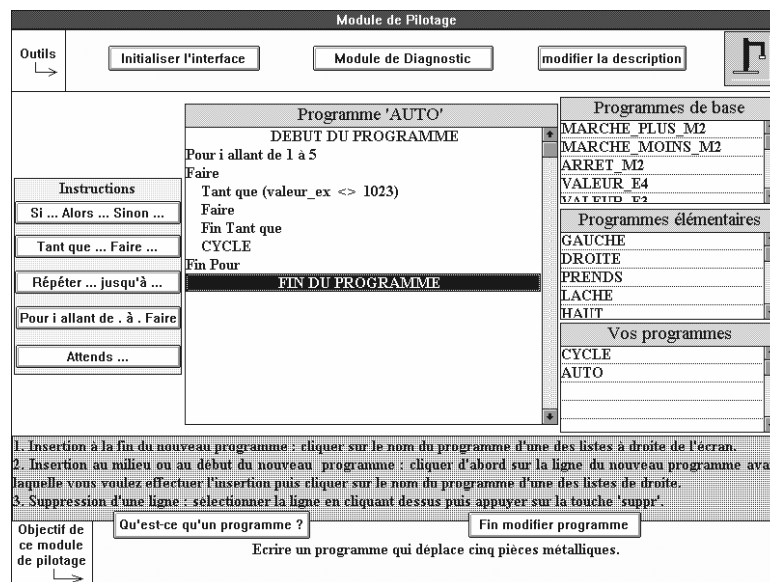 Module de Pilotage
Outils
Initialiser l'interface
Module de Diagnostic
modifier la description
Programme 'AUTO'
DEBUT DU PROGRAMME
Pour i allant de 1 à 5
Faire
Tant que (valeur_ex <> 1023)
Faire
Fin Tant que
CYCLE
Fin Pour
FIN DU PROGRAMME
Instructions
Si ... Alors ... Sinon ...
Tant que ... Faire ...
Répéter ... jusqu'à ...
Pour i allant de . à . Faire
Attends ...
Programmes de base
MARCHE_PLUS_M2
MARCHE_MOINS_M2
ARRET_M2
VALEUR_E4
VALEUR_E3
Programmes élémentaires
GAUCHE
DROITE
PRENDS
LACHE
HAUT
Vos programmes
CYCLE
AUTO
1. Insertion à la fin du nouveau programme : cliquer sur le nom du programme d'une des listes à droite de l'écran.
2. Insertion au milieu ou au début du nouveau programme : cliquer d'abord sur la ligne du nouveau programme ava
laquelle vous voulez effectuer l'insertion puis cliquer sur le nom du programme d'une des listes de droite.
3. Suppression d'une ligne : sélectionner la ligne en cliquant dessus puis appuyer sur la touche 'suppr'.
Qu'est-ce qu'un programme ?
Fin modifier programme
Objectif de
ce module
de pilotage
Ecrire un programme qui déplace cinq pièces métalliques.